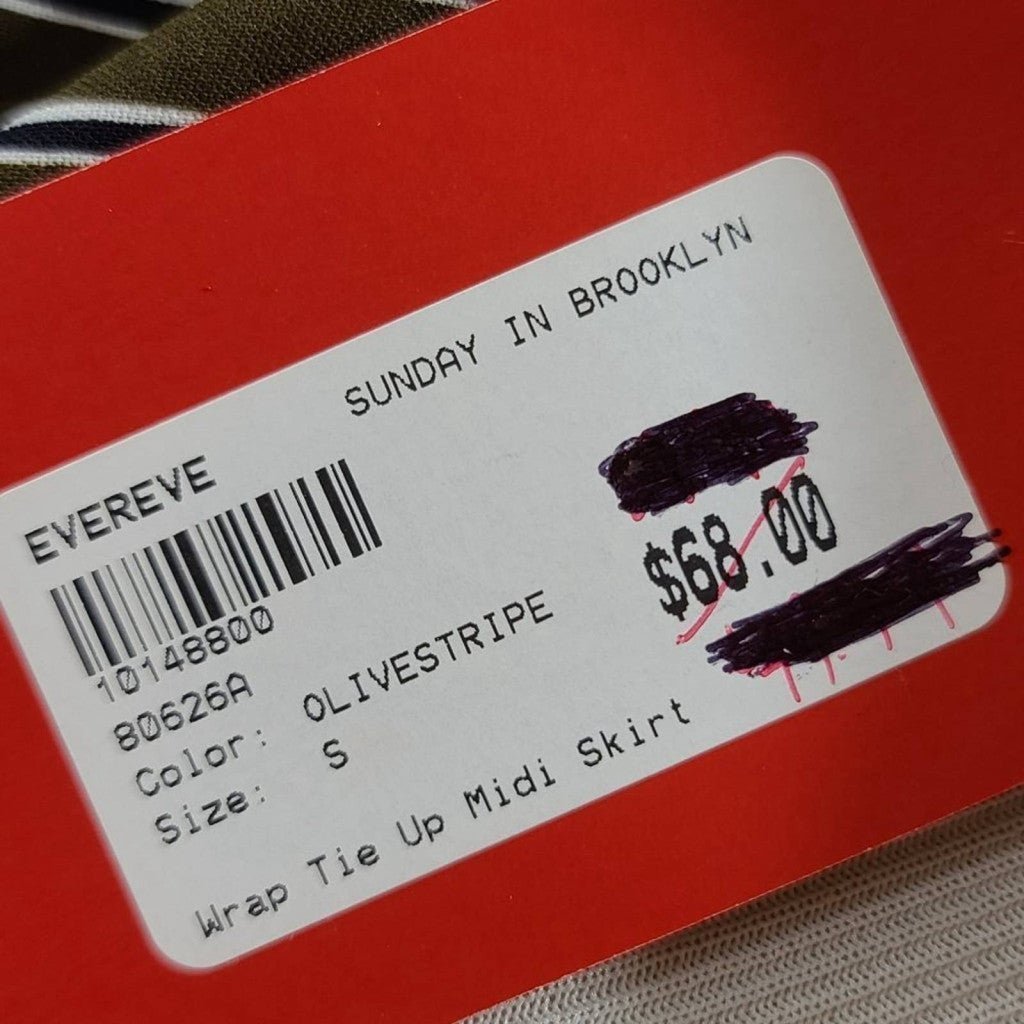 SUNDAY IN BROOKLYN
EVEREVE
10148800
80626A
$68.00
Color: OLIVESTRIPE
Size: S
Wrap Tie Up Midi Skirt